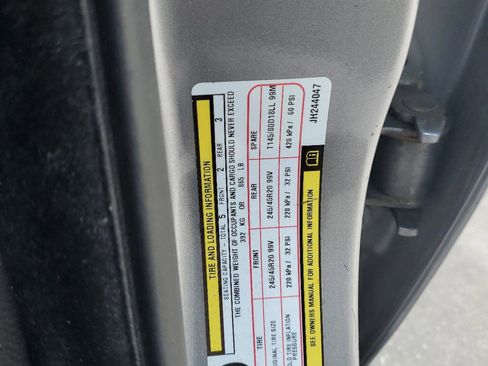 TIRE AND LOADING INFORMATION
SEATING CAPACITY - TOTAL 5 FRONT 2 REAR 3
THE COMBINED WEIGHT OF OCCUPANTS AND CARGO SHOULD NEVER EXCEED
392 KG OR 865 LB
TIRE FRONT REAR SPARE
IGINAL TIRE SIZE 245/45R20 99V 245/45R20 99V T145/80D18LL 99M
OLD TIRE INFLATION PRESSURE 220 kPa / 32 PSI 220 kPa / 32 PSI 420 kPa / 60 PSI
SEE OWNERS MANUAL FOR ADDITIONAL INFORMATION
JH244047